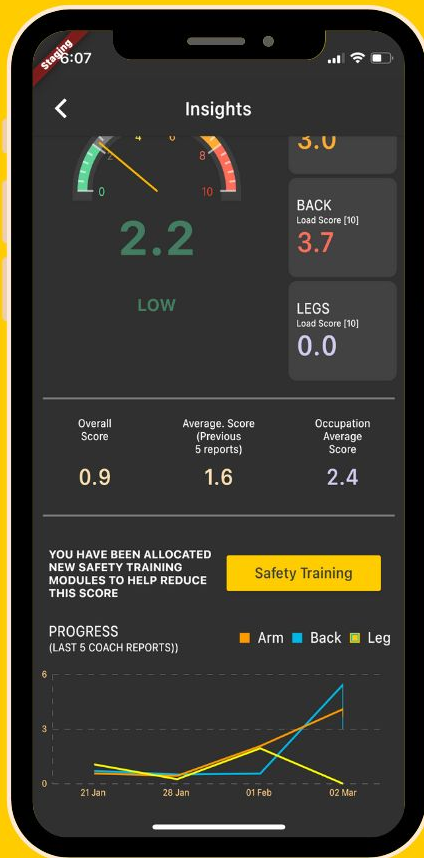 Staging
6:07
Insights
0
2
4
6
8
10
2.2
LOW
3.0
BACK
Load Score [10]
3.7
LEGS
Load Score [10]
0.0
Overall
Score
0.9
Average. Score
(Previous
5 reports)
1.6
Occupation
Average
Score
2.4
YOU HAVE BEEN ALLOCATED
NEW SAFETY TRAINING
MODULES TO HELP REDUCE
THIS SCORE
Safety Training
PROGRESS
(LAST 5 COACH REPORTS))
Arm Back Leg
6
3
0
21 Jan 28 Jan 01 Feb 02 Mar